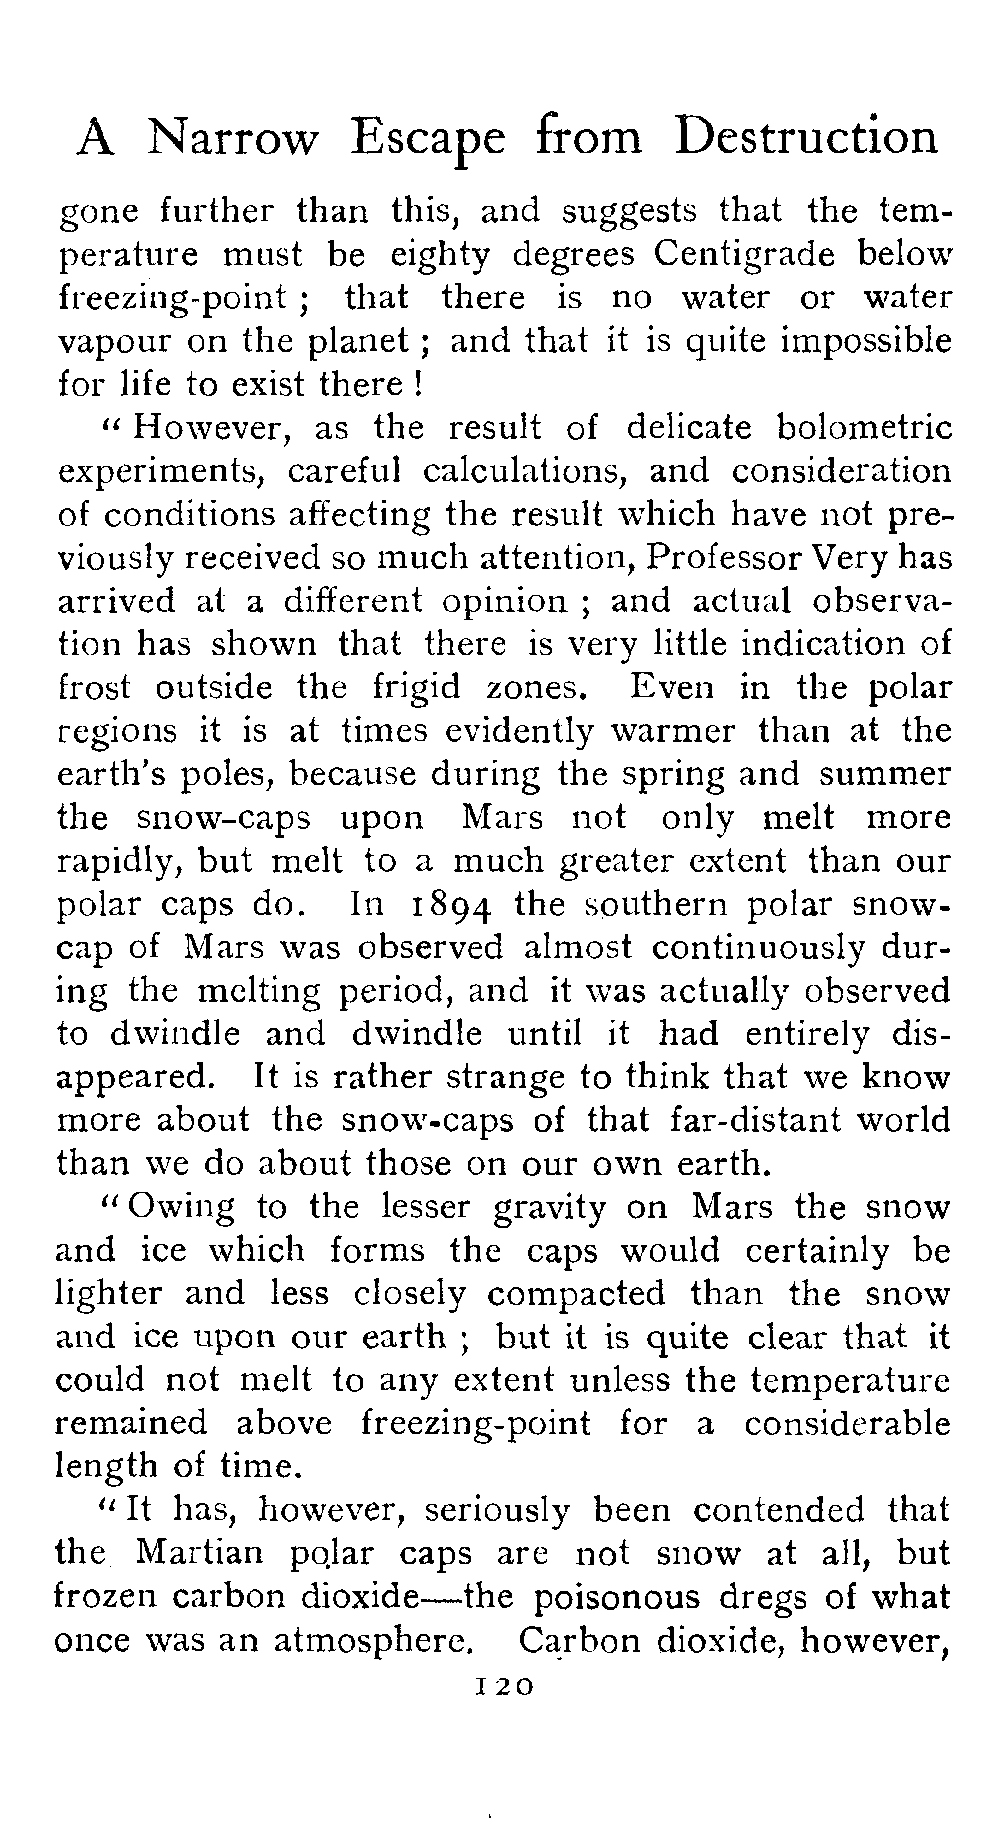 A Narrow Escape from Destruction
gone further than this, and suggests that the tem-
perature must be eighty degrees Centigrade below
freezing-point ; that there is no water or water
vapour on the planet ; and that it is quite impossible
for life to exist there !
“ However, as the result of delicate bolometric
experiments, careful calculations, and consideration
of conditions affecting the result which have not pre-
viously received so much attention, Professor Very has
arrived at a different opinion ; and actual observa-
tion has shown that there is very little indication of
frost outside the frigid zones. Even in the polar
regions it is at times evidently warmer than at the
earth’s poles, because during the spring and summer
the snow-caps upon Mars not only melt more
rapidly, but melt to a much greater extent than our
polar caps do. In 1894 the southern polar snow-
cap of Mars was observed almost continuously dur-
ing the melting period, and it was actually observed
to dwindle and dwindle until it had entirely dis-
appeared. It is rather strange to think that we know
more about the snow-caps of that far-distant world
than we do about those on our own earth.
“ Owing to the lesser gravity on Mars the snow
and ice which forms the caps would certainly be
lighter and less closely compacted than the snow
and ice upon our earth ; but it is quite clear that it
could not melt to any extent unless the temperature
remained above freezing-point for a considerable
length of time.
“ It has, however, seriously been contended that
the Martian polar caps are not snow at all, but
frozen carbon dioxide—the poisonous dregs of what
once was an atmosphere. Carbon dioxide, however,
120